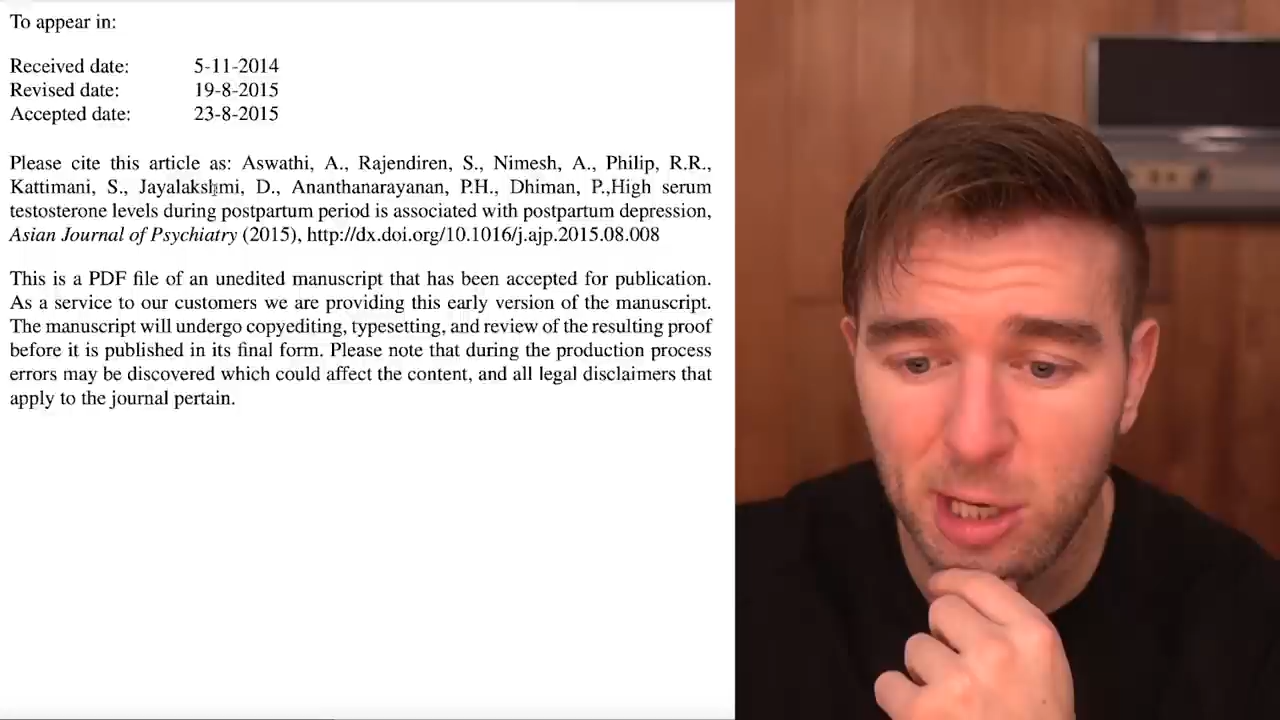 To appear in:
Received date: 5-11-2014
Revised date: 19-8-2015
Accepted date: 23-8-2015
Please cite this article as: Aswathi, A., Rajendiren, S., Nimesh, A., Philip, R.R.,
Kattimani, S., Jayalakshmi, D., Ananthanarayanan, P.H., Dhiman, P.,High serum
testosterone levels during postpartum period is associated with postpartum depression,
Asian Journal of Psychiatry (2015), http://dx.doi.org/10.1016/j.ajp.2015.08.008
This is a PDF file of an unedited manuscript that has been accepted for publication.
As a service to our customers we are providing this early version of the manuscript.
The manuscript will undergo copyediting, typesetting, and review of the resulting proof
before it is published in its final form. Please note that during the production process
errors may be discovered which could affect the content, and all legal disclaimers that
apply to the journal pertain.